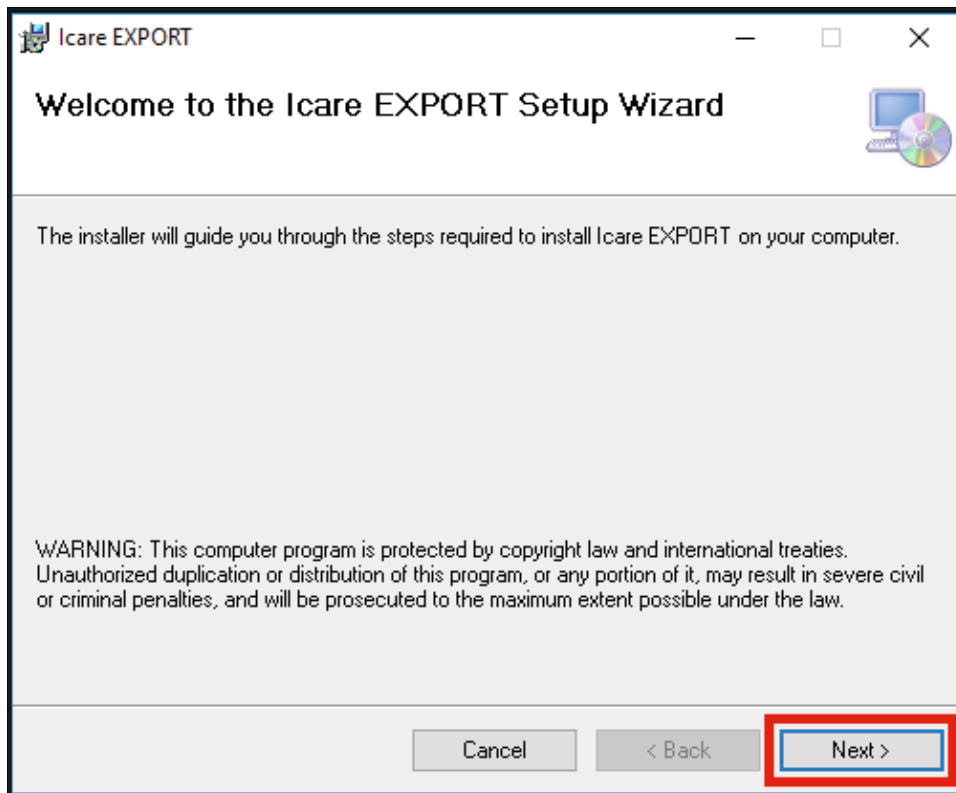 Icare EXPORT
Welcome to the Icare EXPORT Setup Wizard
The installer will guide you through the steps required to install Icare EXPORT on your computer.
WARNING: This computer program is protected by copyright law and international treaties.
Unauthorized duplication or distribution of this program, or any portion of it, may result in severe civil
or criminal penalties, and will be prosecuted to the maximum extent possible under the law.
Cancel
< Back
Next >